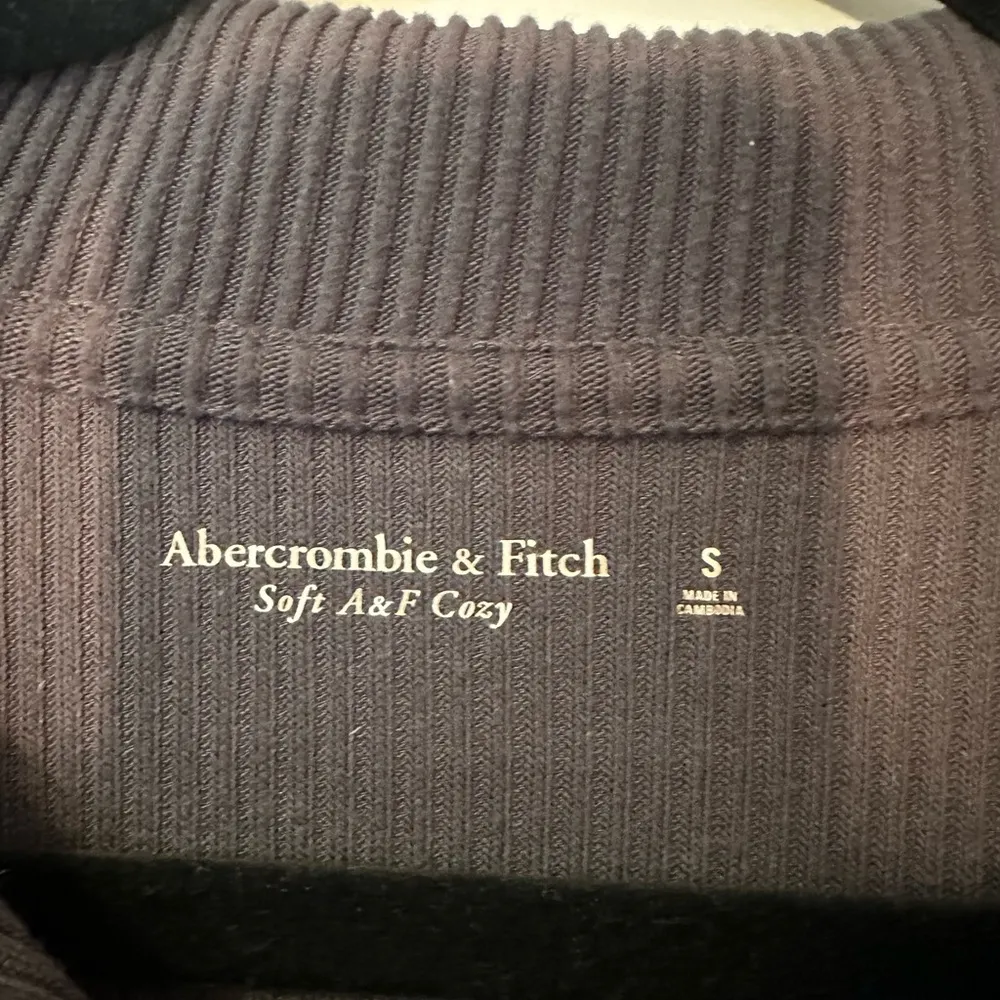 Abercrombie & Fitch
Soft A&F Cozy
S
MADE IN
CAMBODIA